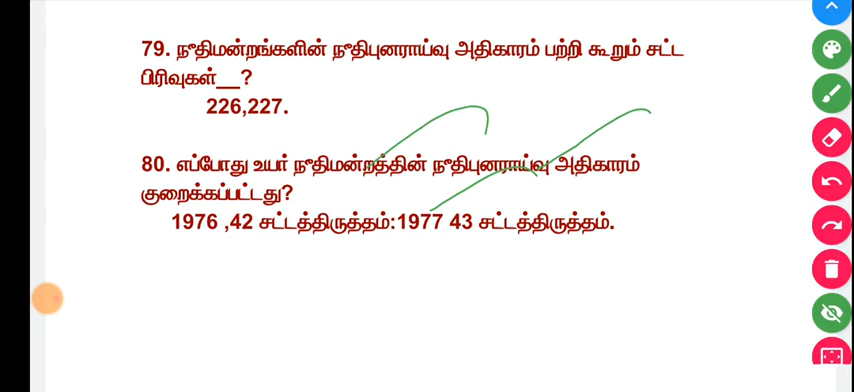 79. நீதிமன்றங்களின் நீதிபுனராய்வு அதிகாரம் பற்றி கூறும் சட்ட
பிரிவுகள்__?
226,227.
80. எப்போது உயர் நீதிமன்றத்தின் நீதிபுனராய்வு அதிகாரம்
குறைக்கப்பட்டது?
1976 ,42 சட்டத்திருத்தம்:1977 43 சட்டத்திருத்தம்.